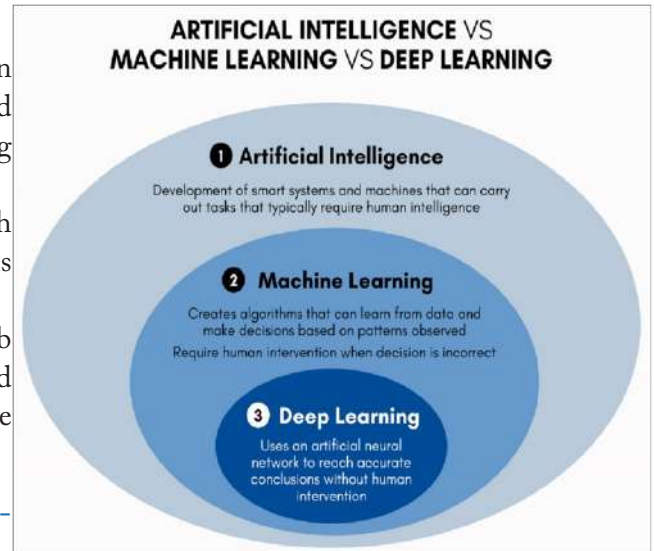 ARTIFICIAL INTELLIGENCE VS
MACHINE LEARNING VS DEEP LEARNING
1 Artificial Intelligence
Development of smart systems and machines that can carry
out tasks that typically require human intelligence
2 Machine Learning
Creates algorithms that can learn from data and
make decisions based on patterns observed
Require human intervention when decision is incorrect
3 Deep Learning
Uses an artificial neural
network to reach accurate
conclusions without human
intervention